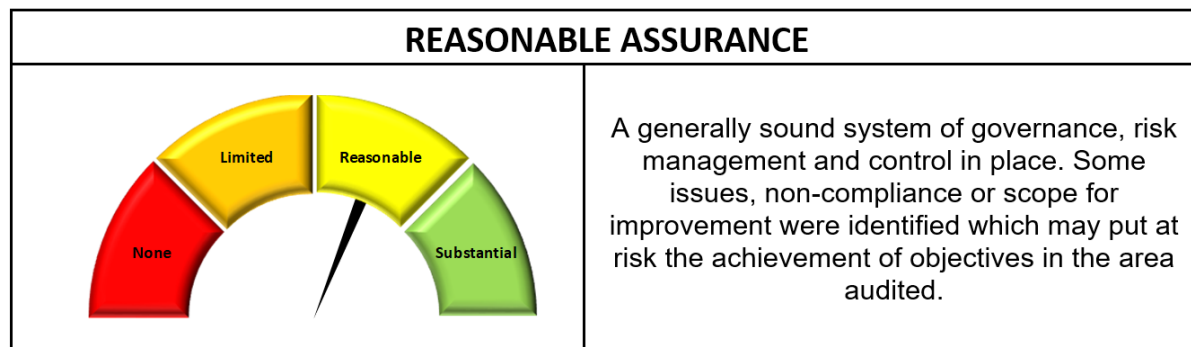 REASONABLE ASSURANCE
Limited
Reasonable
None
Substantial
A generally sound system of governance, risk
management and control in place. Some
issues, non-compliance or scope for
improvement were identified which may put at
risk the achievement of objectives in the area
audited.